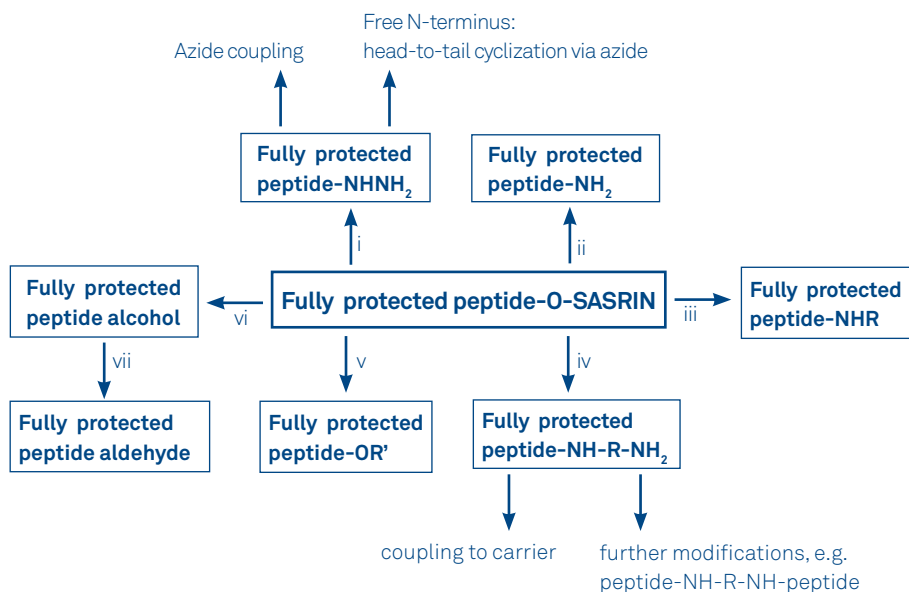 Free N-terminus:
Azide coupling
head-to-tail cyclization via azide
Fully protected
peptide-NHNH₂
Fully protected
peptide-NH₂
i
ii
Fully protected
peptide alcohol
vi
Fully protected peptide-O-SASRIN
iii
Fully protected
peptide-NHR
vii
v
iv
Fully protected
peptide aldehyde
Fully protected
peptide-OR’
Fully protected
peptide-NH-R-NH₂
coupling to carrier
further modifications, e.g.
peptide-NH-R-NH-peptide